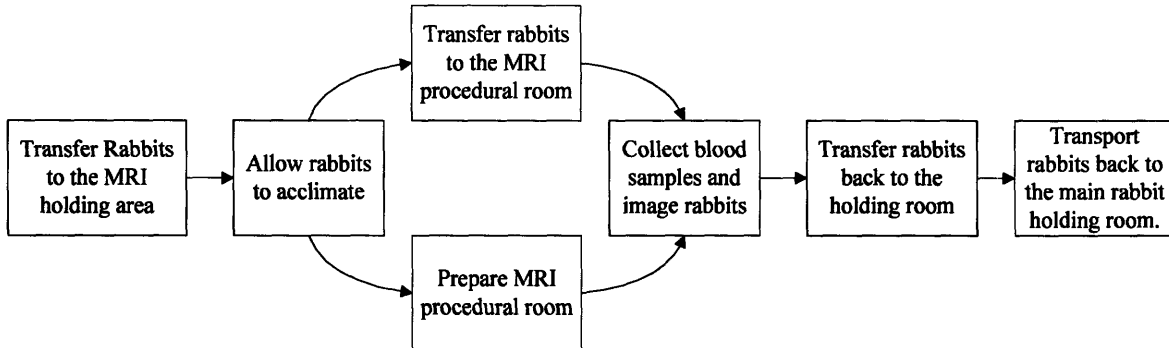 Transfer Rabbits
to the MRI
holding area
Allow rabbits
to acclimate
Transfer rabbits
to the MRI
procedural room
Prepare MRI
procedural room
Collect blood
samples and
image rabbits
Transfer rabbits
back to the
holding room
Transport
rabbits back to
the main rabbit
holding room.